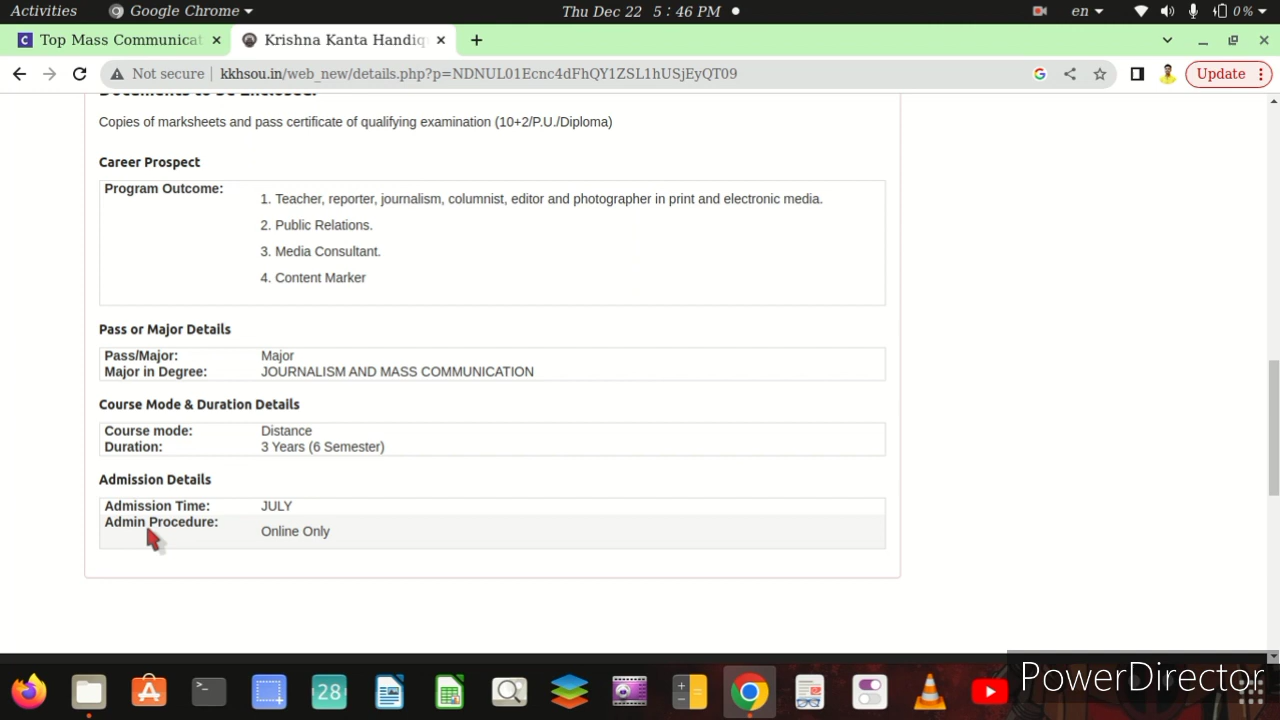 Activities Google Chrome Thu Dec 22 5 : 46 PM en 0 %
Top Mass Communicat Krishna Kanta Handiq
Not secure kkhsou.in/web_new/details.php?p=NDNUL01Ecnc4dFhQY1ZSL1hUSjEyQT09 Update
Documents to be Enclosed:
Copies of marksheets and pass certificate of qualifying examination (10+2/P.U./Diploma)
Career Prospect
Program Outcome:
1. Teacher, reporter, journalism, columnist, editor and photographer in print and electronic media.
2. Public Relations.
3. Media Consultant.
4. Content Marker
Pass or Major Details
Pass/Major: Major
Major in Degree: JOURNALISM AND MASS COMMUNICATION
Course Mode & Duration Details
Course mode: Distance
Duration: 3 Years (6 Semester)
Admission Details
Admission Time: JULY
Admin Procedure:
Online Only
28
PowerDirector